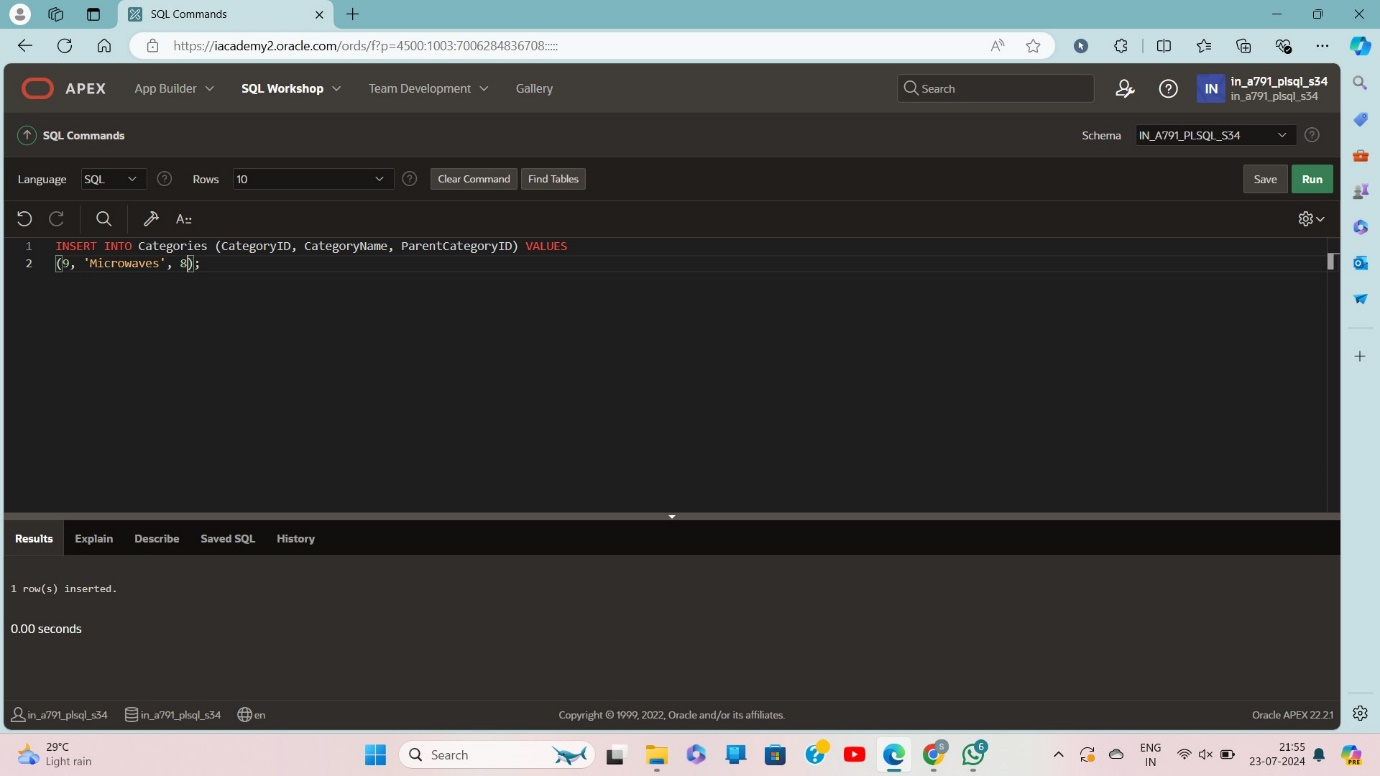 SQL Commands
https://iacademy2.oracle.com/ords/f?p=4500:1003:7006284836708:::::
APEX App Builder SQL Workshop Team Development Gallery Search IN in_a791_plsql_s34
in_a791_plsql_s34
SQL Commands Schema IN_A791_PLSQL_S34
Language SQL Rows 10 Clear Command Find Tables Save Run
A::
1 INSERT INTO Categories (CategoryID, CategoryName, ParentCategoryID) VALUES
2 (9, 'Microwaves', 8);
Results Explain Describe Saved SQL History
1 row(s) inserted.
0.00 seconds
in_a791_plsql_s34 in_a791_plsql_s34 en Copyright © 1999, 2022, Oracle and/or its affiliates. Oracle APEX 22.2.1
29°C
Light rain
Search
S
6
ENG
IN
21:55
23-07-2024
PRE